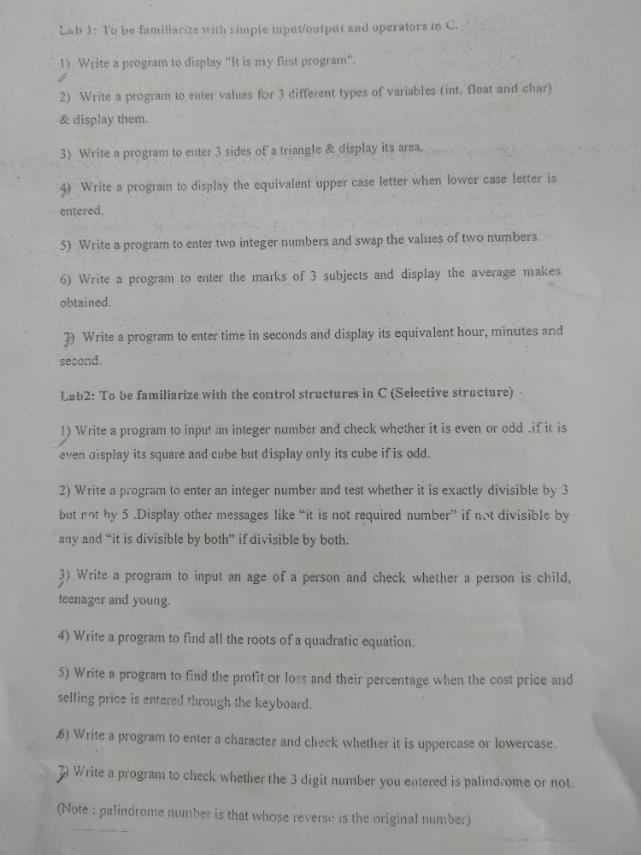 Lab 1: To be familiarize with simple input/output and operators in C.
1) Write a program to display "It is my first program".
2) Write a program to enter values for 3 different types of variables (int, float and char)
& display them.
3) Write a program to enter 3 sides of a triangle & display its area.
4) Write a program to display the equivalent upper case letter when lower case letter is
entered.
5) Write a program to enter two integer numbers and swap the values of two numbers.
6) Write a program to enter the marks of 3 subjects and display the average makes
obtained.
7) Write a program to enter time in seconds and display its equivalent hour, minutes and
second.
Lab2: To be familiarize with the control structures in C (Selective structure)
1) Write a program to input an integer number and check whether it is even or odd .if it is
even display its square and cube but display only its cube if is odd.
2) Write a program to enter an integer number and test whether it is exactly divisible by 3
but not by 5 .Display other messages like “it is not required number” if not divisible by
any and “it is divisible by both” if divisible by both.
3) Write a program to input an age of a person and check whether a person is child,
teenager and young.
4) Write a program to find all the roots of a quadratic equation.
5) Write a program to find the profit or loss and their percentage when the cost price and
selling price is entered through the keyboard.
6) Write a program to enter a character and check whether it is uppercase or lowercase.
7) Write a program to check whether the 3 digit number you entered is palindrome or not.
(Note : palindrome number is that whose reverse is the original number)